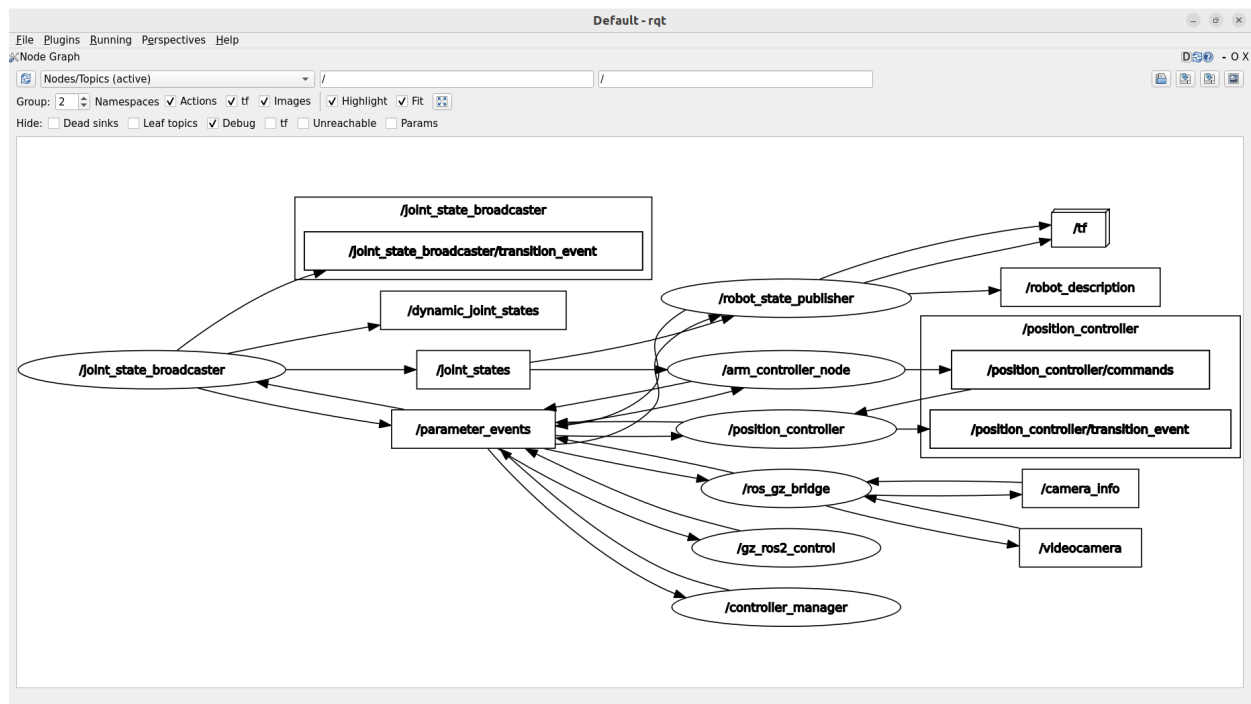 Default - rqt
File Plugins Running Perspectives Help
Node Graph
D - O X
Nodes/Topics (active) / /
Group: 2 Namespaces Actions tf Images Highlight Fit
Hide: Dead sinks Leaf topics Debug tf Unreachable Params
/joint_state_broadcaster
/joint_state_broadcaster/transition_event
/tf
/robot_state_publisher
/robot_description
/dynamic_joint_states
/position_controller
/joint_state_broadcaster
/joint_states
/arm_controller_node
/position_controller/commands
/parameter_events
/position_controller
/position_controller/transition_event
/ros_gz_bridge
/camera_info
/gz_ros2_control
/videocamera
/controller_manager